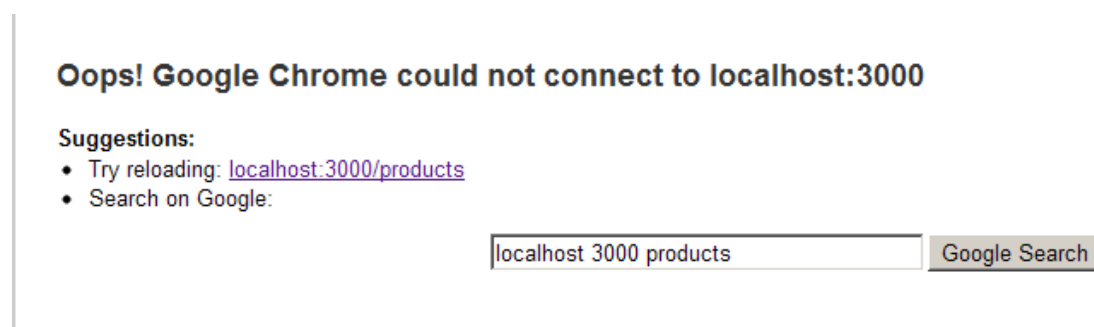 Oops! Google Chrome could not connect to localhost:3000
Suggestions:
• Try reloading: localhost:3000/products
• Search on Google:
localhost 3000 products Google Search